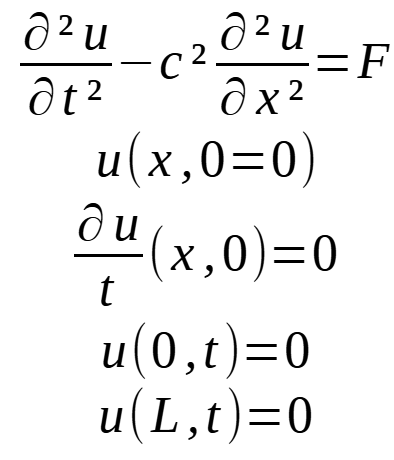 ∂²u/∂t² − c² ∂²u/∂x² = F
u(x,0=0)
∂u/t (x,0)=0
u(0,t)=0
u(L,t)=0